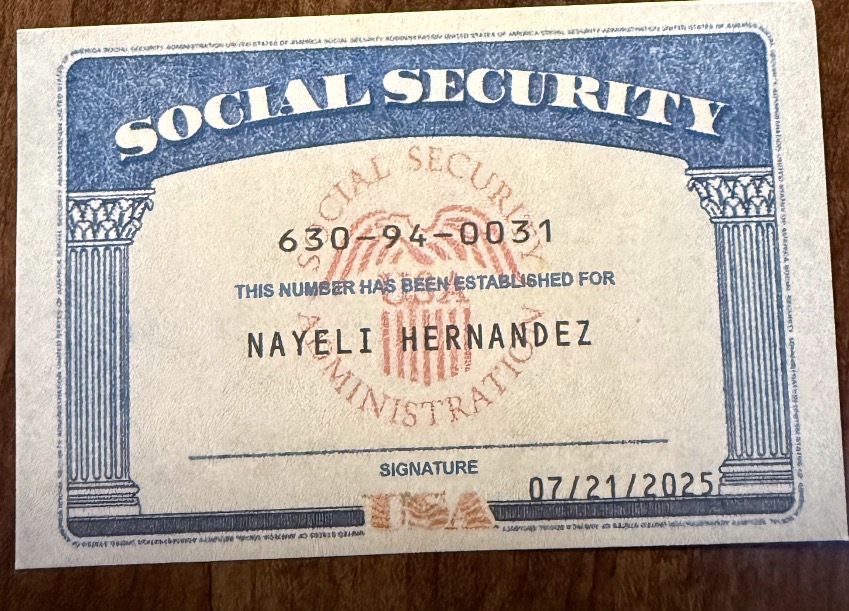 SOCIAL SECURITY
SOCIAL SECURITY ADMINISTRATION
630-94-0031
THIS NUMBER HAS BEEN ESTABLISHED FOR
USA
NAYELI HERNANDEZ
SIGNATURE
07/21/2025
USA